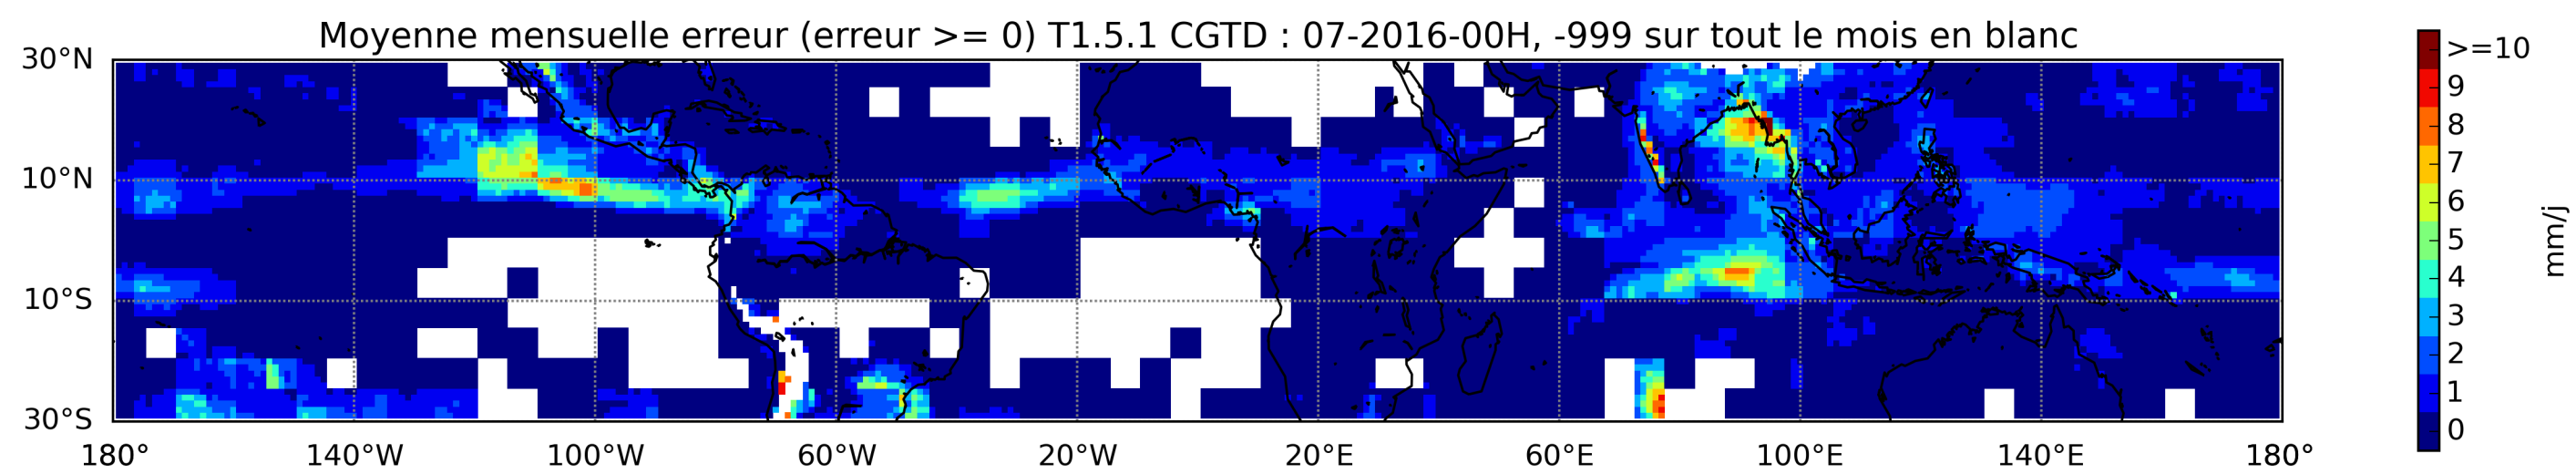 Moyenne mensuelle erreur (erreur >= 0) T1.5.1 CGTD : 07-2016-00H, -999 sur tout le mois en blanc
30°N
10°N
10°S
30°S
180° 140°W 100°W 60°W 20°W 20°E 60°E 100°E 140°E 180°
>=10
9
8
7
6
5
4
3
2
1
0
mm/j